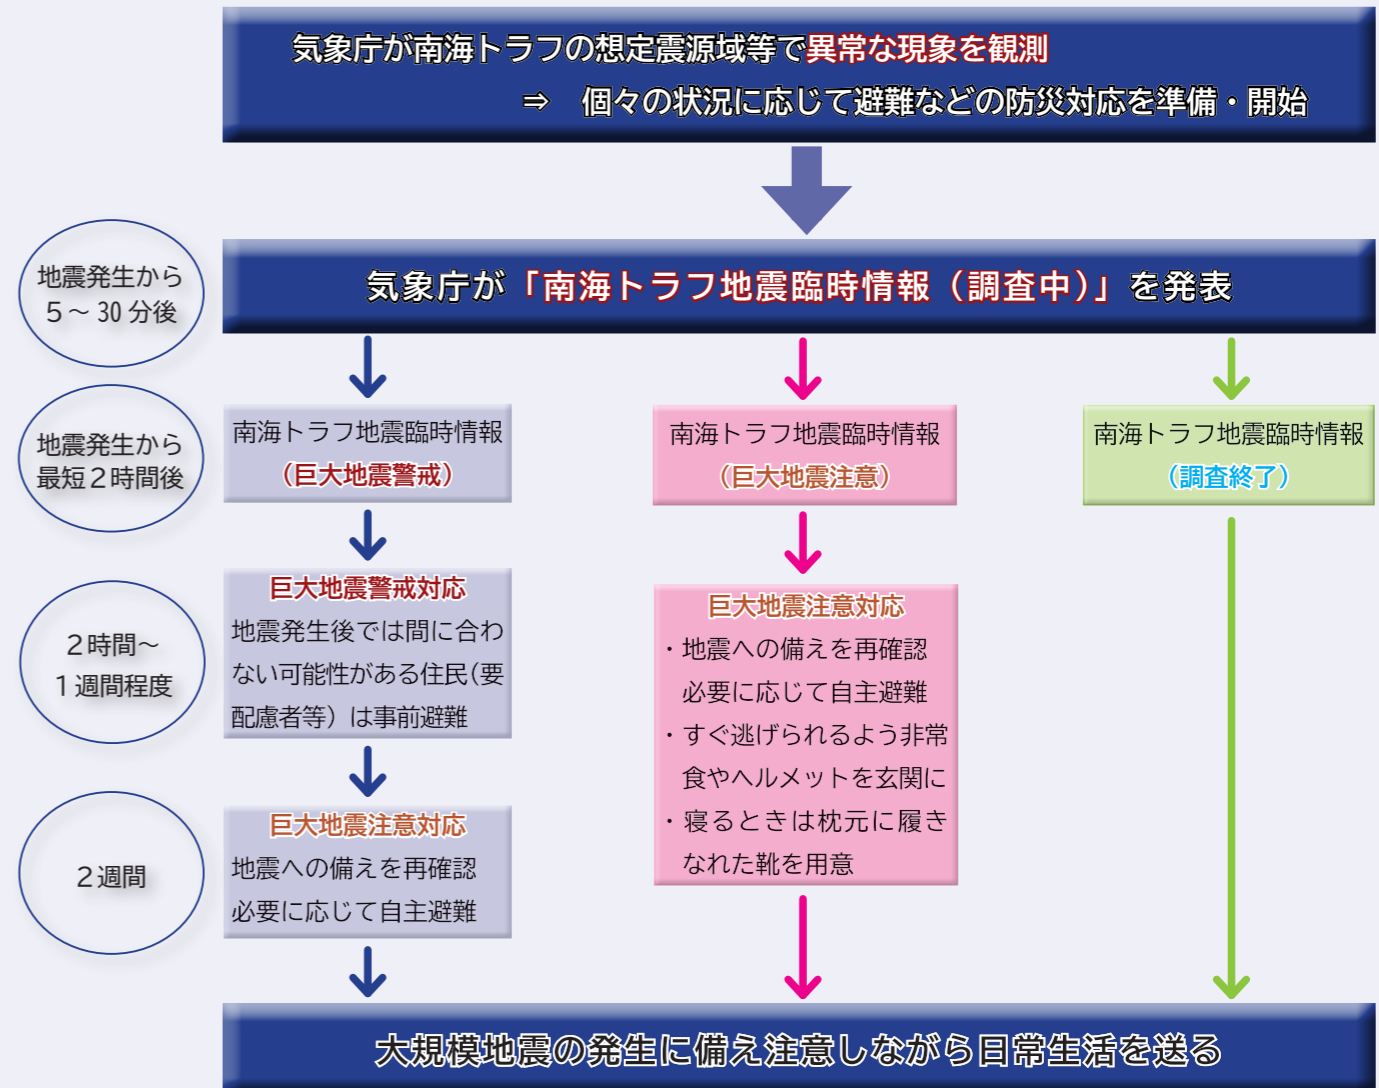 気象庁が南海トラフの想定震源域等で異常な現象を観測
⇒ 個々の状況に応じて避難などの防災対応を準備・開始
地震発生から
５～30分後
気象庁が「南海トラフ地震臨時情報（調査中）」を発表
地震発生から
最短２時間後
南海トラフ地震臨時情報
（巨大地震警戒）
南海トラフ地震臨時情報
（巨大地震注意）
南海トラフ地震臨時情報
（調査終了）
２時間～
１週間程度
巨大地震警戒対応
地震発生後では間に合わ
ない可能性がある住民（要
配慮者等）は事前避難
巨大地震注意対応
・地震への備えを再確認
必要に応じて自主避難
・すぐ逃げられるよう非常
食やヘルメットを玄関に
・寝るときは枕元に履き
なれた靴を用意
２週間
巨大地震注意対応
地震への備えを再確認
必要に応じて自主避難
大規模地震の発生に備え注意しながら日常生活を送る